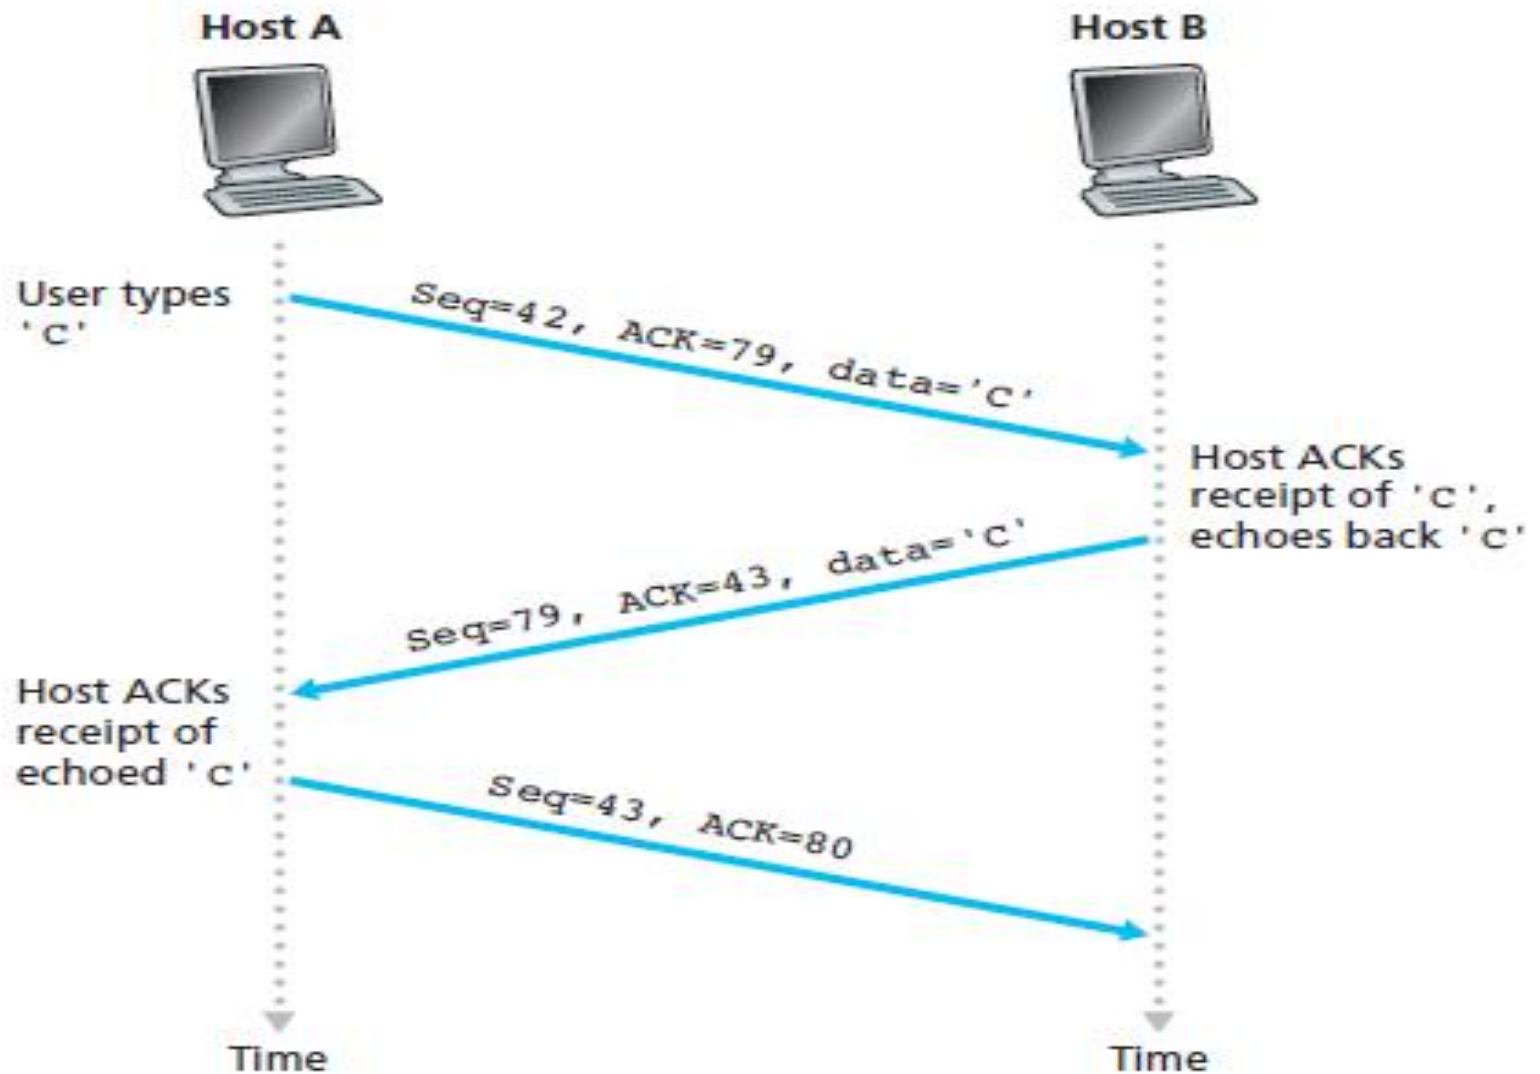 Host A
Host B
User types
'C'
Seq=42, ACK=79, data='C'
Host ACKs
receipt of 'C',
echoes back 'C'
Seq=79, ACK=43, data='C'
Host ACKs
receipt of
echoed 'C'
Seq=43, ACK=80
Time
Time